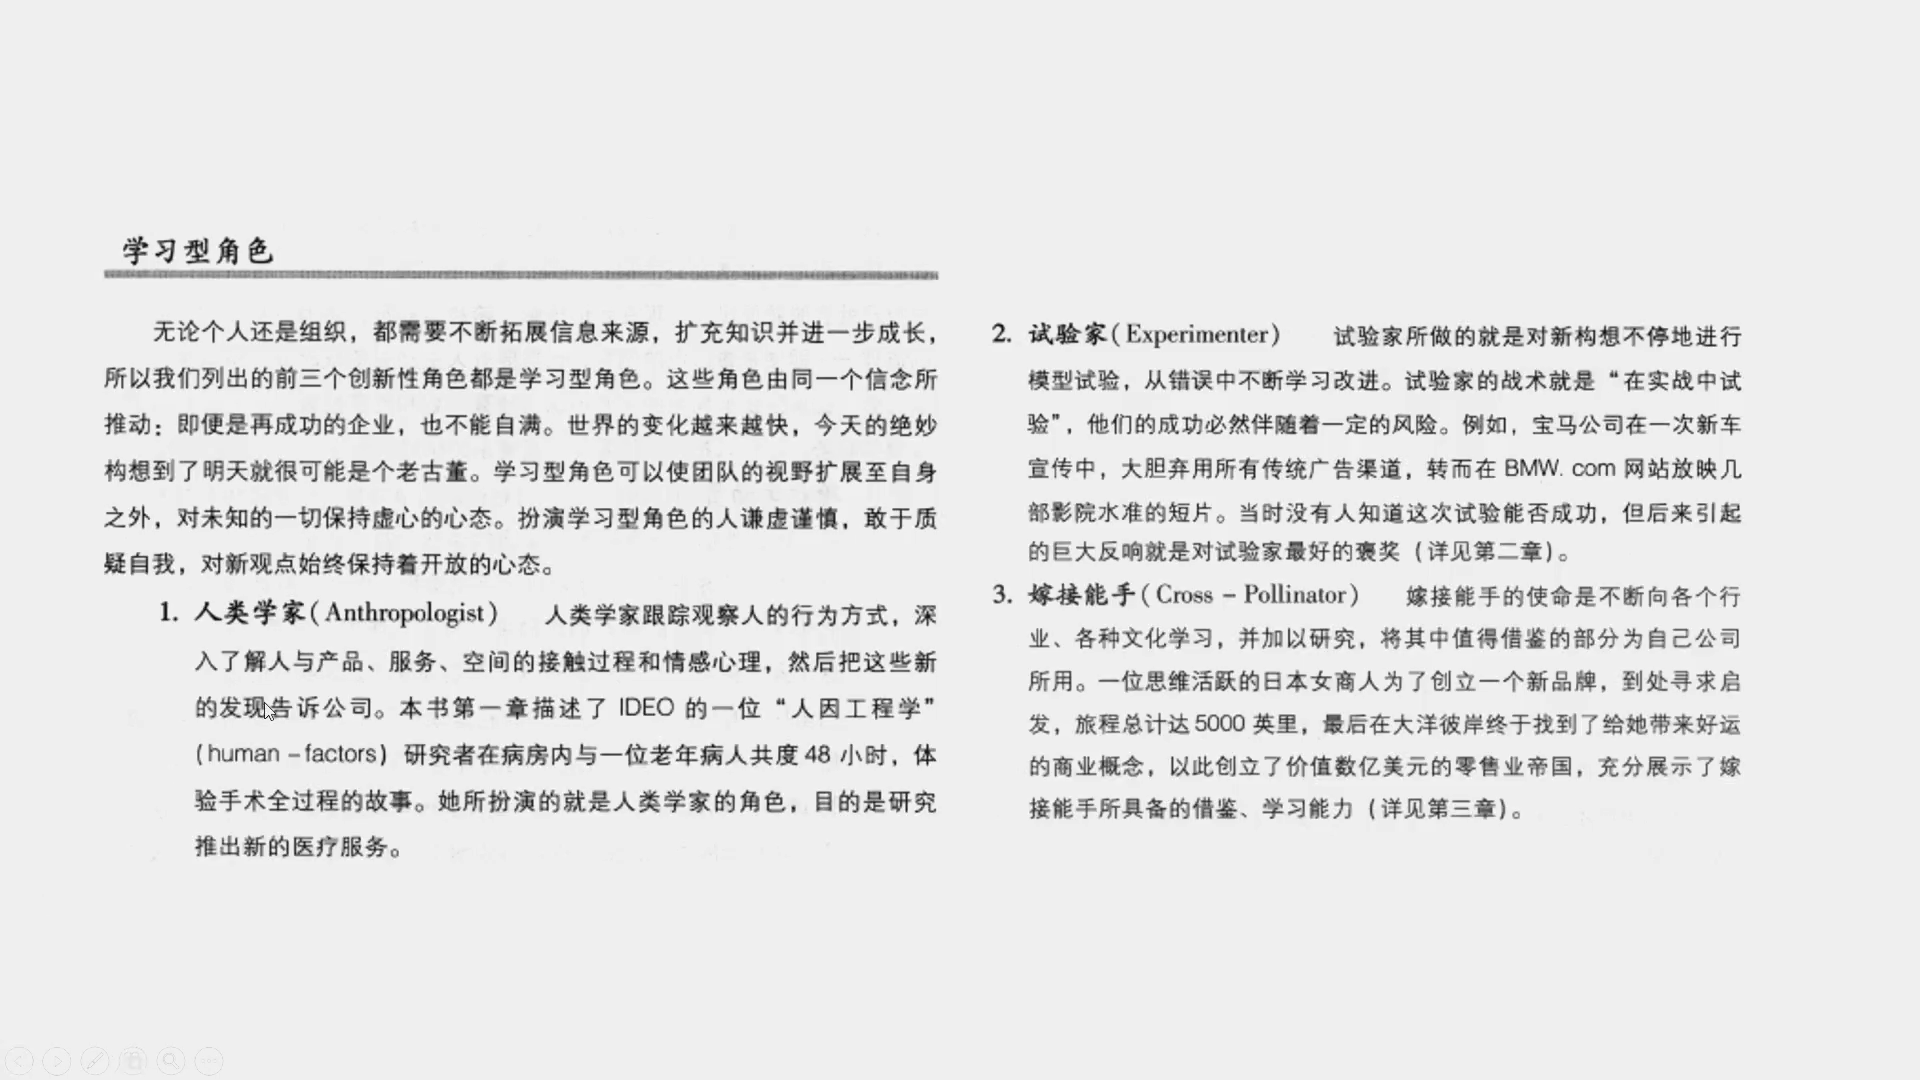 学习型角色
无论个人还是组织，都需要不断拓展信息来源，扩充知识并进一步成长，
所以我们列出的前三个创新性角色都是学习型角色。这些角色由同一个信念所
推动：即便是再成功的企业，也不能自满。世界的变化越来越快，今天的绝妙
构想到了明天就很可能是个老古董。学习型角色可以使团队的视野扩展至自身
之外，对未知的一切保持虚心的心态。扮演学习型角色的人谦虚谨慎，敢于质
疑自我，对新观点始终保持着开放的心态。
1. 人类学家(Anthropologist) 人类学家跟踪观察人的行为方式，深
入了解人与产品、服务、空间的接触过程和情感心理，然后把这些新
的发现告诉公司。本书第一章描述了 IDEO 的一位“人因工程学”
(human-factors) 研究者在病房内与一位老年病人共度 48 小时，体
验手术全过程的故事。她所扮演的就是人类学家的角色，目的是研究
推出新的医疗服务。
2. 试验家(Experimenter) 试验家所做的就是对新构想不停地进行
模型试验，从错误中不断学习改进。试验家的战术就是“在实战中试
验”，他们的成功必然伴随着一定的风险。例如，宝马公司在一次新车
宣传中，大胆弃用所有传统广告渠道，转而在 BMW. com 网站放映几
部影院水准的短片。当时没有人知道这次试验能否成功，但后来引起
的巨大反响就是对试验家最好的褒奖（详见第二章）。
3. 嫁接能手(Cross-Pollinator) 嫁接能手的使命是不断向各个行
业、各种文化学习，并加以研究，将其中值得借鉴的部分为自己公司
所用。一位思维活跃的日本女商人为了创立一个新品牌，到处寻求启
发，旅程总计达 5000 英里，最后在大洋彼岸终于找到了给她带来好运
的商业概念，以此创立了价值数亿美元的零售业帝国，充分展示了嫁
接能手所具备的借鉴、学习能力（详见第三章）。